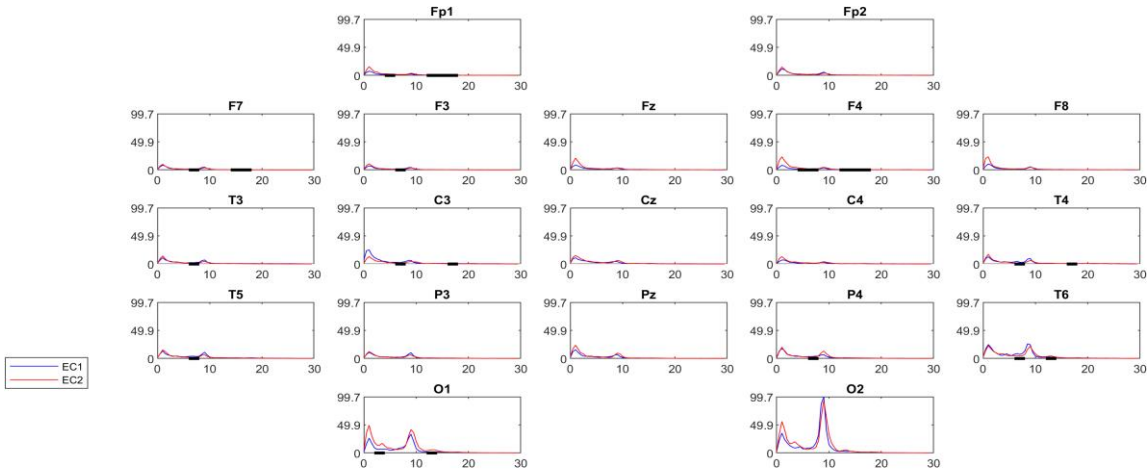 Fp1 Fp2
99.7 99.7
49.9 49.9
0 0
0 10 20 30 0 10 20 30
F7 F3 Fz F4 F8
99.7 99.7 99.7 99.7 99.7
49.9 49.9 49.9 49.9 49.9
0 0 0 0 0
0 10 20 30 0 10 20 30 0 10 20 30 0 10 20 30 0 10 20 30
T3 C3 Cz C4 T4
99.7 99.7 99.7 99.7 99.7
49.9 49.9 49.9 49.9 49.9
0 0 0 0 0
0 10 20 30 0 10 20 30 0 10 20 30 0 10 20 30 0 10 20 30
T5 P3 Pz P4 T6
99.7 99.7 99.7 99.7 99.7
49.9 49.9 49.9 49.9 49.9
0 0 0 0 0
0 10 20 30 0 10 20 30 0 10 20 30 0 10 20 30 0 10 20 30
EC1
EC2
O1 O2
99.7 99.7
49.9 49.9
0 0
0 10 20 30 0 10 20 30